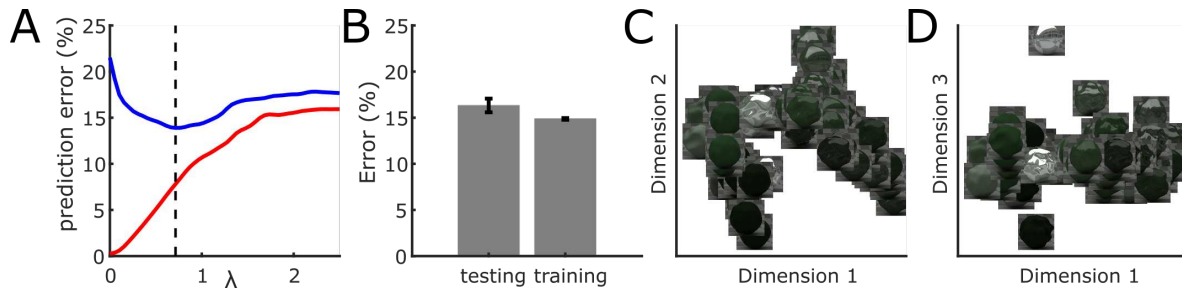 A
prediction error (%)
25
20
15
10
5
0
0
1
2
λ
B
Error (%)
25
20
15
10
5
0
testing training
C
Dimension 2
Dimension 1
D
Dimension 3
Dimension 1